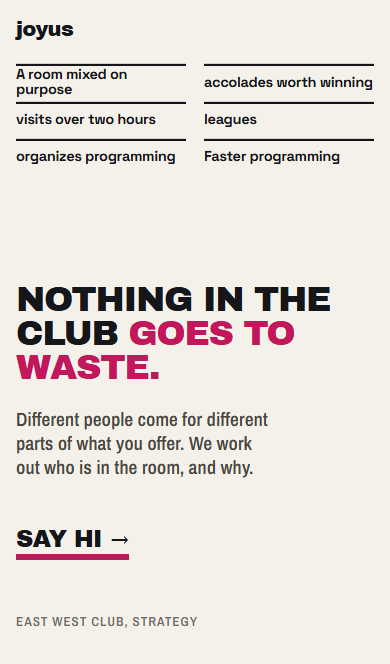 joyus
A room mixed on
purpose
accolades worth winning
visits over two hours
leagues
organizes programming
Faster programming
NOTHING IN THE
CLUB GOES TO
WASTE.
Different people come for different
parts of what you offer. We work
out who is in the room, and why.
SAY HI →
EAST WEST CLUB, STRATEGY